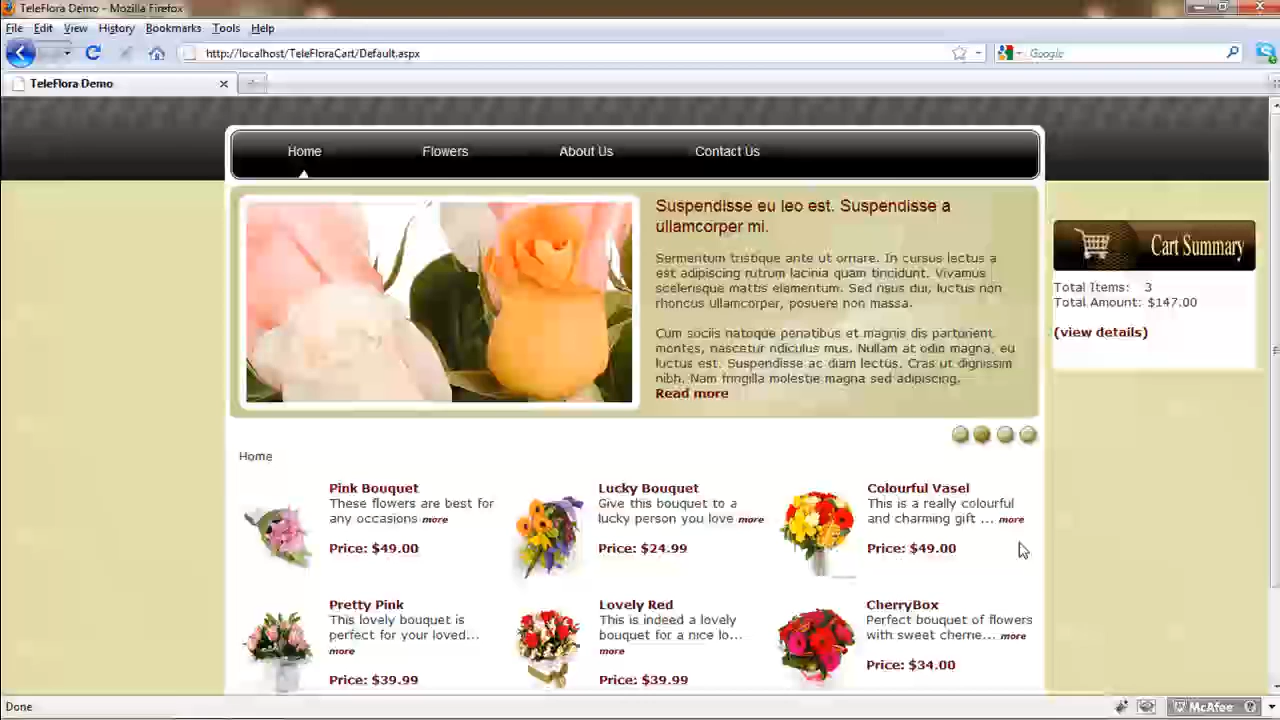 TeleFlora Demo - Mozilla Firefox
File Edit View History Bookmarks Tools Help
http://localhost/TeleFloraCart/Default.aspx
Google
TeleFlora Demo
Home Flowers About Us Contact Us
Suspendisse eu leo est. Suspendisse a
ullamcorper mi.
Sermentum tristique ante ut ornare. In cursus lectus a
est adipiscing rutrum lacinia quam tincidunt. Vivamus
scelerisque mattis elementum. Sed risus dui, luctus non
rhoncus ullamcorper, posuere non massa.
Cum sociis natoque penatibus et magnis dis parturient
montes, nascetur ridiculus mus. Nullam at odio magna, eu
luctus est. Suspendisse ac diam lectus. Cras ut dignissim
nibh. Nam fringilla molestie magna sed adipiscing.
Read more
Cart Summary
Total Items: 3
Total Amount: $147.00
(view details)
Home
Pink Bouquet
These flowers are best for
any occasions more
Price: $49.00
Lucky Bouquet
Give this bouquet to a
lucky person you love more
Price: $24.99
Colourful Vasel
This is a really colourful
and charming gift ... more
Price: $49.00
Pretty Pink
This lovely bouquet is
perfect for your loved...
more
Price: $39.99
Lovely Red
This is indeed a lovely
bouquet for a nice lo...
more
Price: $39.99
CherryBox
Perfect bouquet of flowers
with sweet cherrie... more
Price: $34.00
Done
McAfee